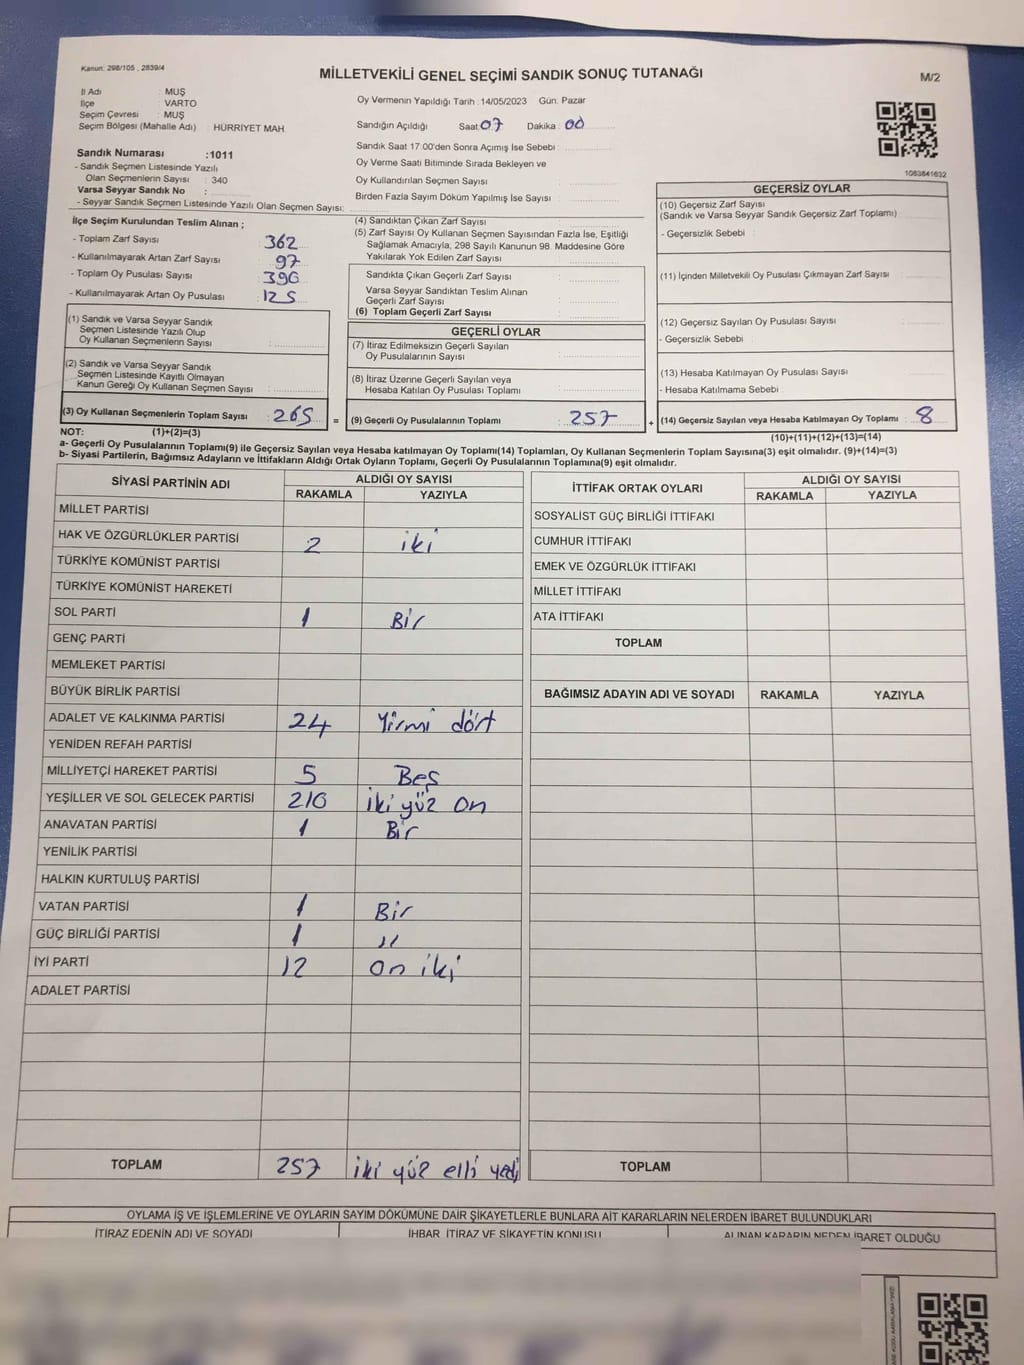 Kanun: 298/105 , 2839/4
MİLLETVEKİLİ GENEL SEÇİMİ SANDIK SONUÇ TUTANAĞI
M/2
İl Adı : MUŞ
İlçe : VARTO
Seçim Çevresi : MUŞ
Seçim Bölgesi (Mahalle Adı) : HÜRRİYET MAH.
Sandık Numarası :1011
- Sandık Seçmen Listesinde Yazılı
Olan Seçmenlerin Sayısı : 340
Varsa Seyyar Sandık No :
- Seyyar Sandık Seçmen Listesinde Yazılı Olan Seçmen Sayısı:
Oy Vermenin Yapıldığı Tarih : 14/05/2023 Gün: Pazar
Sandığın Açıldığı Saat: 07 Dakika : 00
Sandık Saat 17:00'den Sonra Açımış İse Sebebi :
Oy Verme Saati Bitiminde Sırada Bekleyen ve
Oy Kullandırılan Seçmen Sayısı :
Birden Fazla Sayım Döküm Yapılmış İse Sayısı :
1083841632
İlçe Seçim Kurulundan Teslim Alınan ;
- Toplam Zarf Sayısı : 362
- Kullanılmayarak Artan Zarf Sayısı : 97
- Toplam Oy Pusulası Sayısı : 396
- Kullanılmayarak Artan Oy Pusulası : 125
(1) Sandık ve Varsa Seyyar Sandık
Seçmen Listesinde Yazılı Olup
Oy Kullanan Seçmenlerin Sayısı :
(2) Sandık ve Varsa Seyyar Sandık
Seçmen Listesinde Kayıtlı Olmayan
Kanun Gereği Oy Kullanan Seçmen Sayısı :
(3) Oy Kullanan Seçmenlerin Toplam Sayısı : 265 =
(1)+(2)=(3)
(4) Sandıktan Çıkan Zarf Sayısı :
(5) Zarf Sayısı Oy Kullanan Seçmen Sayısından Fazla İse, Eşitliği
Sağlamak Amacıyla, 298 Sayılı Kanunun 98. Maddesine Göre
Yakılarak Yok Edilen Zarf Sayısı :
Sandıkta Çıkan Geçerli Zarf Sayısı :
Varsa Seyyar Sandıktan Teslim Alınan
Geçerli Zarf Sayısı :
(6) Toplam Geçerli Zarf Sayısı :
GEÇERLİ OYLAR
(7) İtiraz Edilmeksizin Geçerli Sayılan
Oy Pusulalarının Sayısı :
(8) İtiraz Üzerine Geçerli Sayılan veya
Hesaba Katılan Oy Pusulası Toplamı :
(9) Geçerli Oy Pusulalarının Toplamı : 257 +
GEÇERSİZ OYLAR
(10) Geçersiz Zarf Sayısı
(Sandık ve Varsa Seyyar Sandık Geçersiz Zarf Toplamı) :
- Geçersizlik Sebebi :
(11) İçinden Milletvekili Oy Pusulası Çıkmayan Zarf Sayısı :
(12) Geçersiz Sayılan Oy Pusulası Sayısı :
- Geçersizlik Sebebi :
(13) Hesaba Katılmayan Oy Pusulası Sayısı :
- Hesaba Katılmama Sebebi :
(14) Geçersiz Sayılan veya Hesaba Katılmayan Oy Toplamı : 8
(10)+(11)+(12)+(13)=(14)
NOT:
a- Geçerli Oy Pusulalarının Toplamı(9) ile Geçersiz Sayılan veya Hesaba katılmayan Oy Toplamı(14) Toplamları, Oy Kullanan Seçmenlerin Toplam Sayısına(3) eşit olmalıdır. (9)+(14)=(3)
b- Siyasi Partilerin, Bağımsız Adayların ve İttifakların Aldığı Ortak Oyların Toplamı, Geçerli Oy Pusulalarının Toplamına(9) eşit olmalıdır.
SİYASİ PARTİNİN ADI ALDIĞI OY SAYISI
RAKAMLA YAZIYLA
MİLLET PARTİSİ
HAK VE ÖZGÜRLÜKLER PARTİSİ 2 iki
TÜRKİYE KOMÜNİST PARTİSİ
TÜRKİYE KOMÜNİST HAREKETİ
SOL PARTİ 1 Bir
GENÇ PARTİ
MEMLEKET PARTİSİ
BÜYÜK BİRLİK PARTİSİ
ADALET VE KALKINMA PARTİSİ 24 Yirmi dört
YENİDEN REFAH PARTİSİ
MİLLİYETÇİ HAREKET PARTİSİ 5 Beş
YEŞİLLER VE SOL GELECEK PARTİSİ 210 iki yüz on
ANAVATAN PARTİSİ 1 Bir
YENİLİK PARTİSİ
HALKIN KURTULUŞ PARTİSİ
VATAN PARTİSİ 1 Bir
GÜÇ BİRLİĞİ PARTİSİ 1 "
İYİ PARTİ 12 on iki
ADALET PARTİSİ
TOPLAM 257 iki yüz elli yedi
İTTİFAK ORTAK OYLARI ALDIĞI OY SAYISI
RAKAMLA YAZIYLA
SOSYALİST GÜÇ BİRLİĞİ İTTİFAKI
CUMHUR İTTİFAKI
EMEK VE ÖZGÜRLÜK İTTİFAKI
MİLLET İTTİFAKI
ATA İTTİFAKI
TOPLAM
BAĞIMSIZ ADAYIN ADI VE SOYADI RAKAMLA YAZIYLA
TOPLAM
OYLAMA İŞ VE İŞLEMLERİNE VE OYLARIN SAYIM DÖKÜMÜNE DAİR ŞİKAYETLERLE BUNLARA AİT KARARLARIN NELERDEN İBARET BULUNDUKLARI
İTİRAZ EDENİN ADI VE SOYADI İHBAR, İTİRAZ VE ŞİKAYETİN KONUSU ALINAN KARARIN NEDEN İBARET OLDUĞU